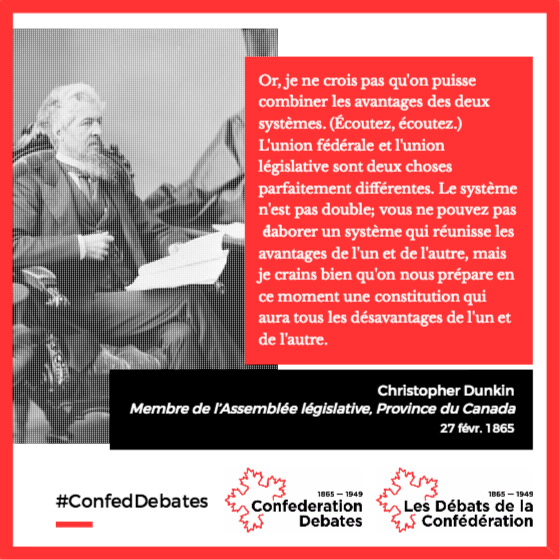 Or, je ne crois pas qu'on puisse
combiner les avantages des deux
systèmes. (Écoutez, écoutez.)
L'union fédérale et l'union
législative sont deux choses
parfaitement différentes. Le système
n'est pas double; vous ne pouvez pas
élaborer un système qui réunisse les
avantages de l'un et de l'autre, mais
je crains bien qu'on nous prépare en
ce moment une constitution qui
aura tous les désavantages de l'un et
de l'autre.
Christopher Dunkin
Membre de l'Assemblée législative, Province du Canada
27 févr. 1865
#ConfedDebates
1865 — 1949
Confederation
Debates
1865 — 1949
Les Débats de la
Confédération